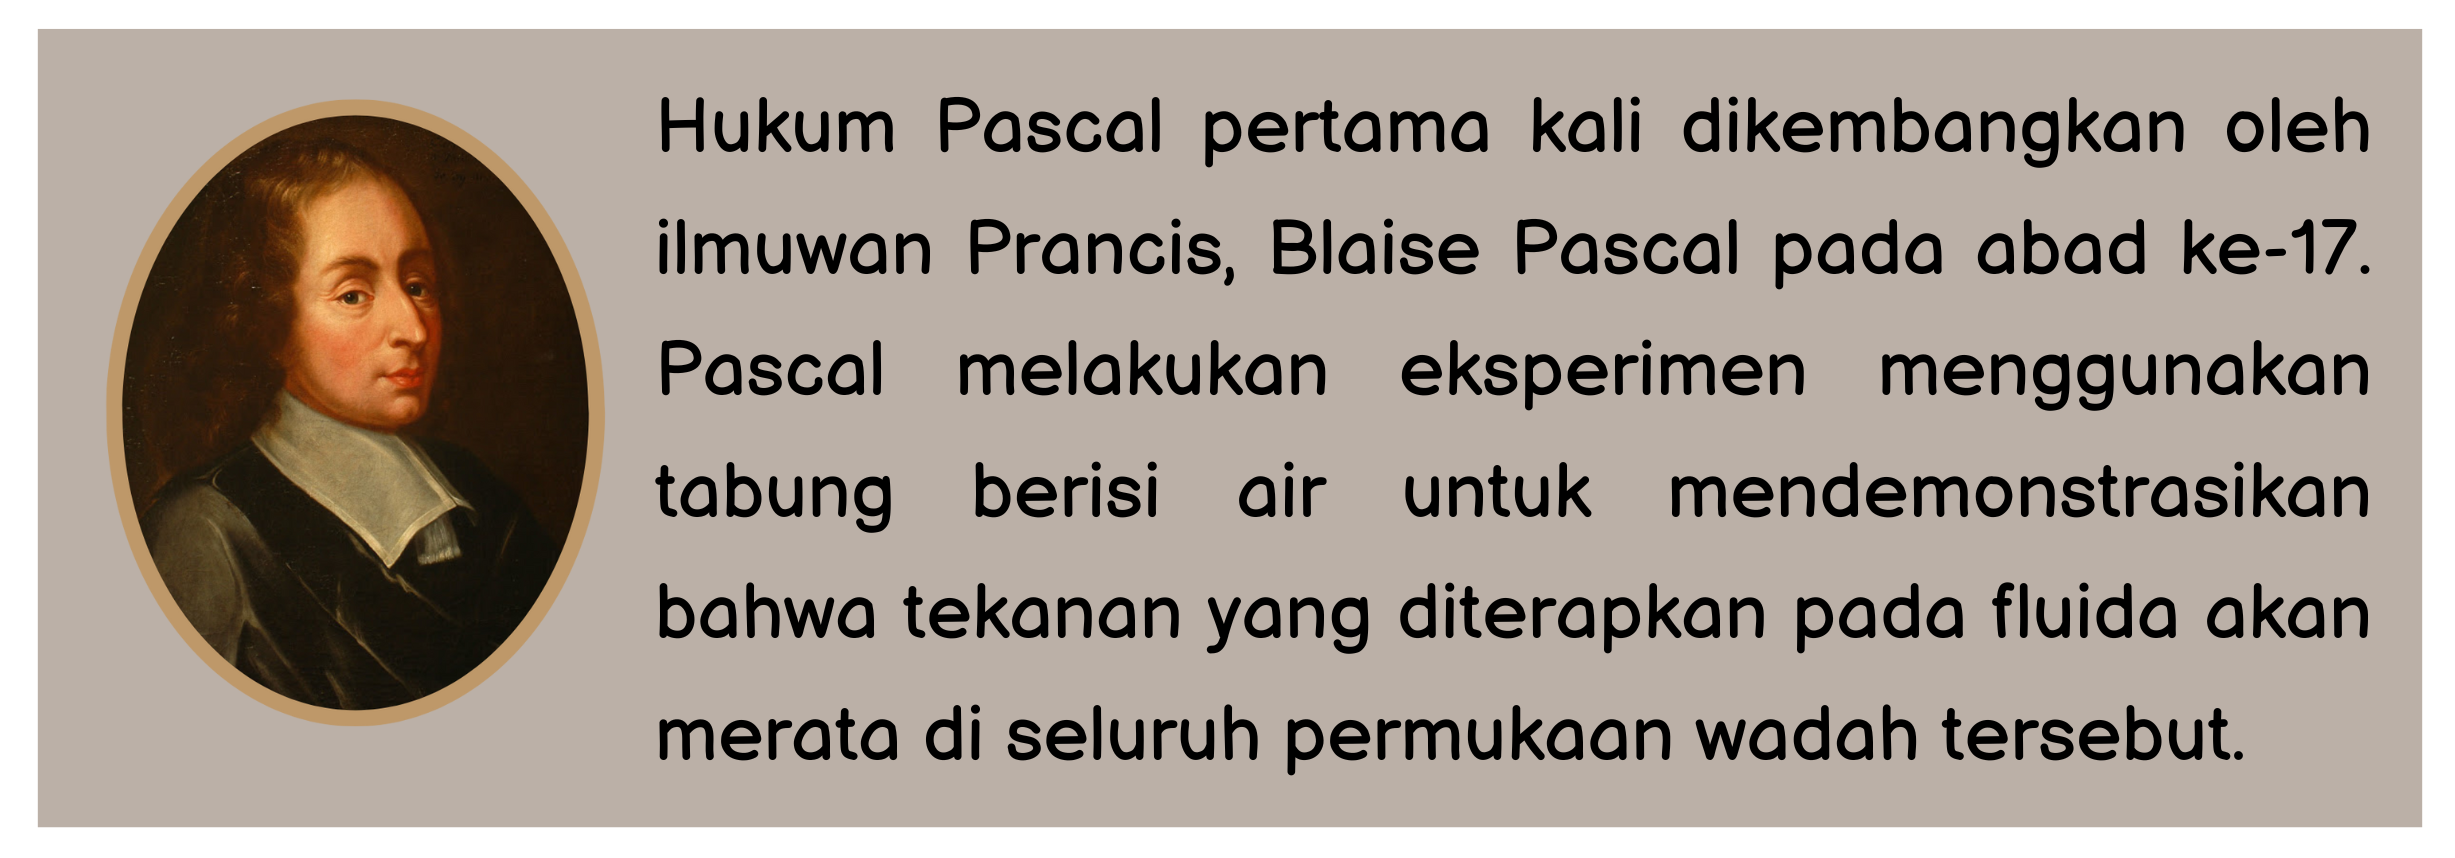 Hukum Pascal pertama kali dikembangkan oleh
ilmuwan Prancis, Blaise Pascal pada abad ke-17.
Pascal melakukan eksperimen menggunakan
tabung berisi air untuk mendemonstrasikan
bahwa tekanan yang diterapkan pada fluida akan
merata di seluruh permukaan wadah tersebut.